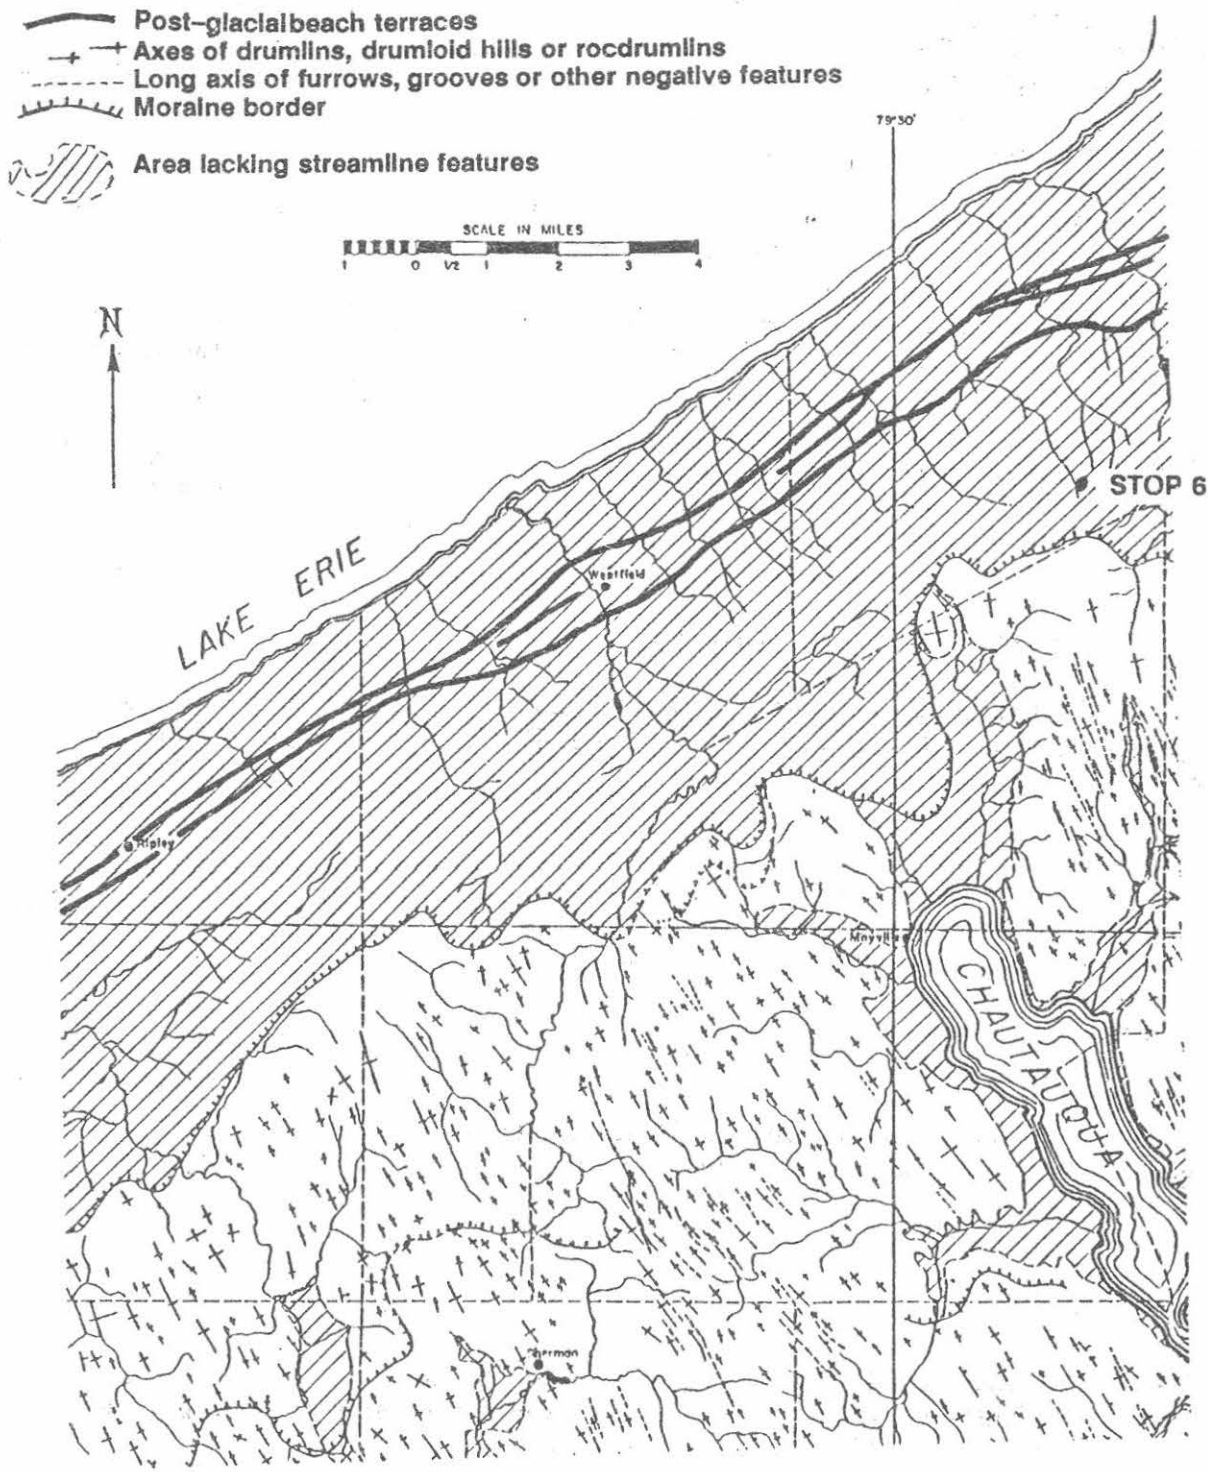 Post-glacialbeach terraces
Axes of drumlins, drumloid hills or rocdrumlins
Long axis of furrows, grooves or other negative features
Moraine border
Area lacking streamline features
79°30'
SCALE IN MILES
1 0 1/2 1 2 3 4
N
STOP 6
LAKE ERIE
Westfield
Ripley
Mayville
CHAUTAUQUA
Sherman